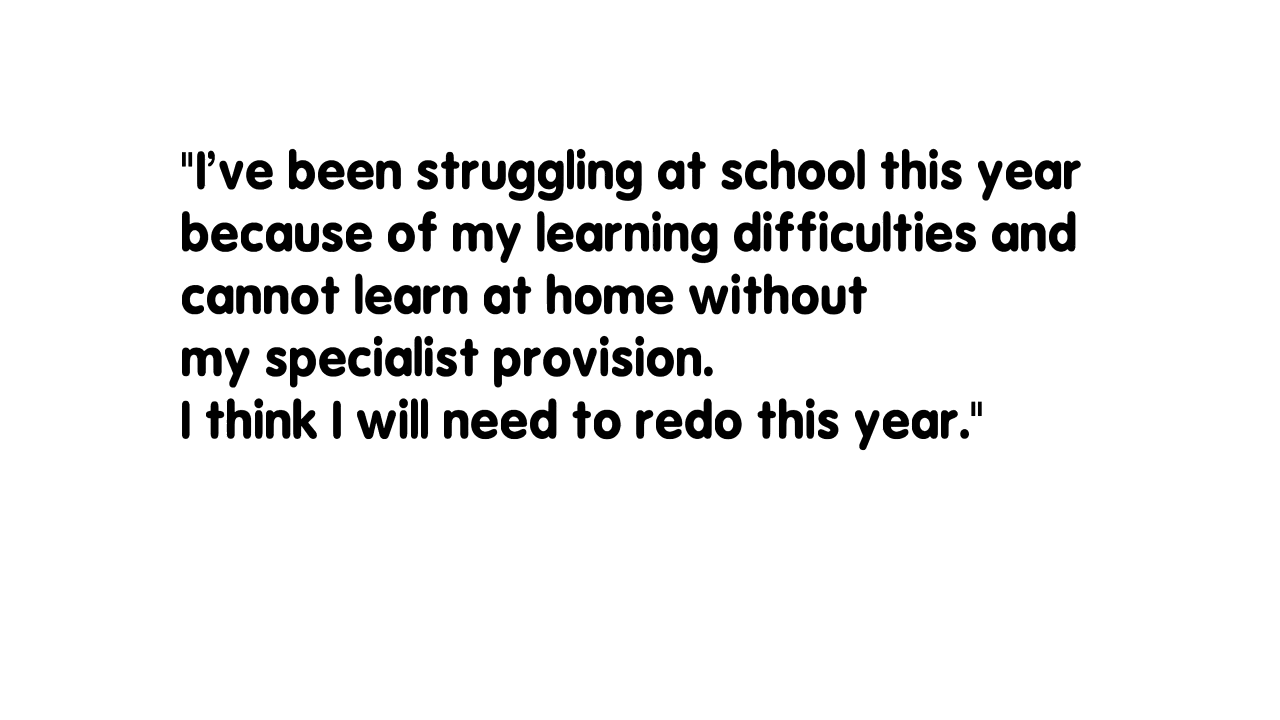 "I’ve been struggling at school this year
because of my learning difficulties and
cannot learn at home without
my specialist provision.
I think I will need to redo this year."